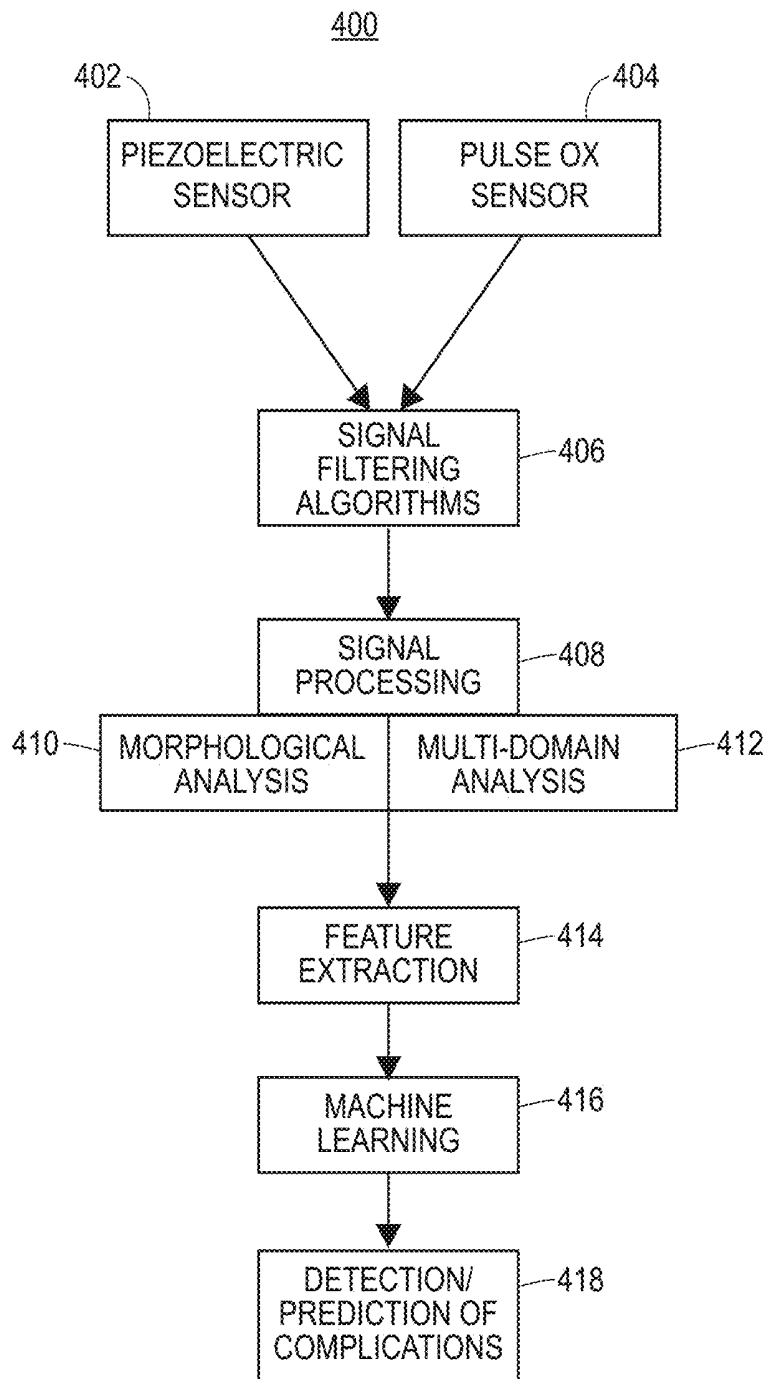 400
402
404
PIEZOELECTRIC
SENSOR
PULSE OX
SENSOR
SIGNAL
FILTERING
ALGORITHMS
406
SIGNAL
PROCESSING
408
410
MORPHOLOGICAL
ANALYSIS
MULTI-DOMAIN
ANALYSIS
412
FEATURE
EXTRACTION
414
MACHINE
LEARNING
416
DETECTION/
PREDICTION OF
COMPLICATIONS
418